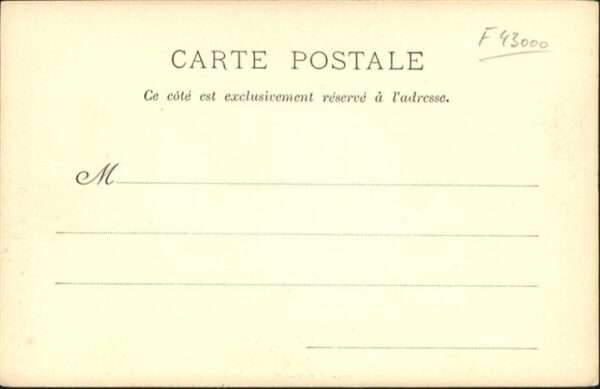 F 43000
CARTE POSTALE
Ce côté est exclusivement réservé à l'adresse.
M